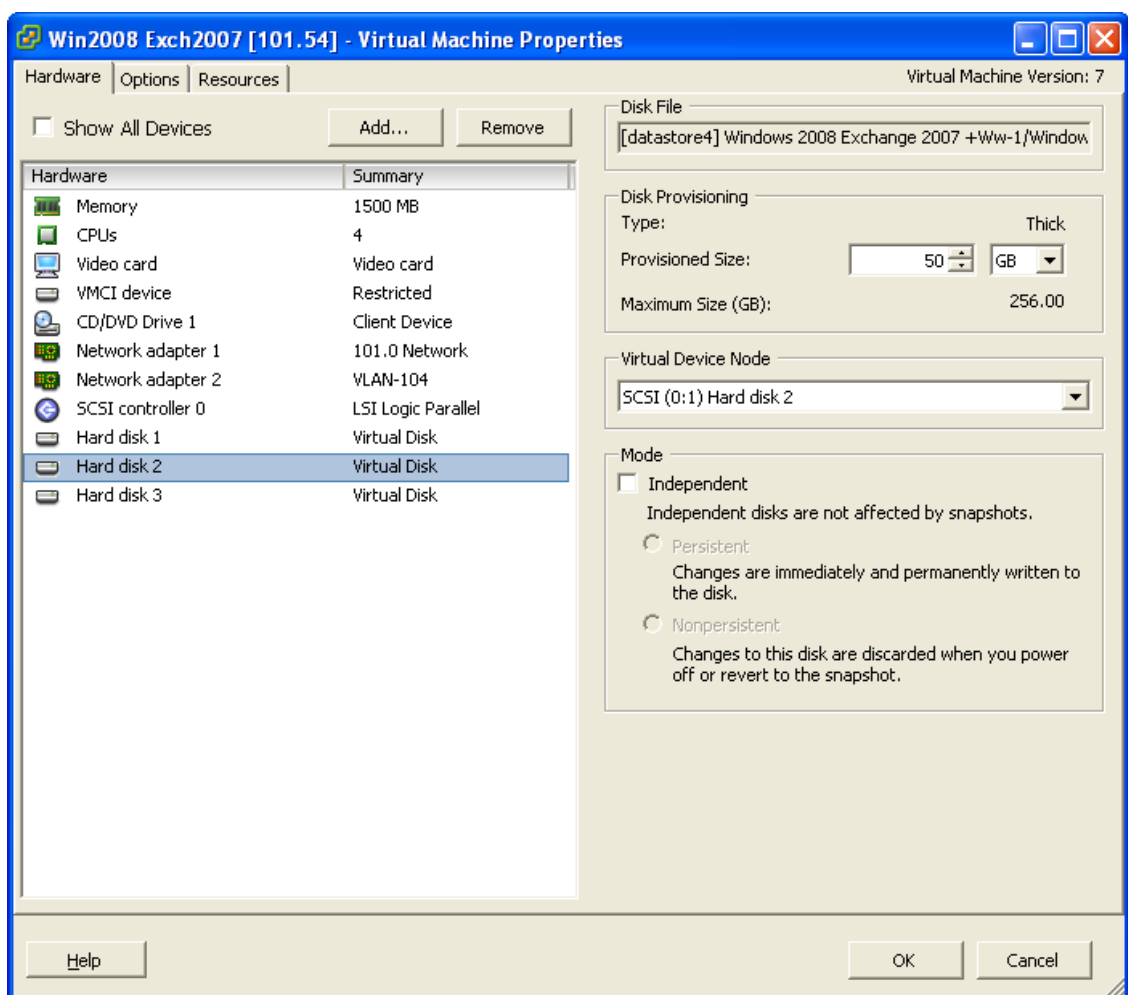 Win2008 Exch2007 [101.54] - Virtual Machine Properties
Hardware Options Resources Virtual Machine Version: 7
Show All Devices Add... Remove
Hardware Summary
Memory 1500 MB
CPUs 4
Video card Video card
VMCI device Restricted
CD/DVD Drive 1 Client Device
Network adapter 1 101.0 Network
Network adapter 2 VLAN-104
SCSI controller 0 LSI Logic Parallel
Hard disk 1 Virtual Disk
Hard disk 2 Virtual Disk
Hard disk 3 Virtual Disk
Disk File
[datastore4] Windows 2008 Exchange 2007 +Ww-1/Window
Disk Provisioning
Type: Thick
Provisioned Size: 50 GB
Maximum Size (GB): 256.00
Virtual Device Node
SCSI (0:1) Hard disk 2
Mode
Independent
Independent disks are not affected by snapshots.
Persistent
Changes are immediately and permanently written to
the disk.
Nonpersistent
Changes to this disk are discarded when you power
off or revert to the snapshot.
Help OK Cancel